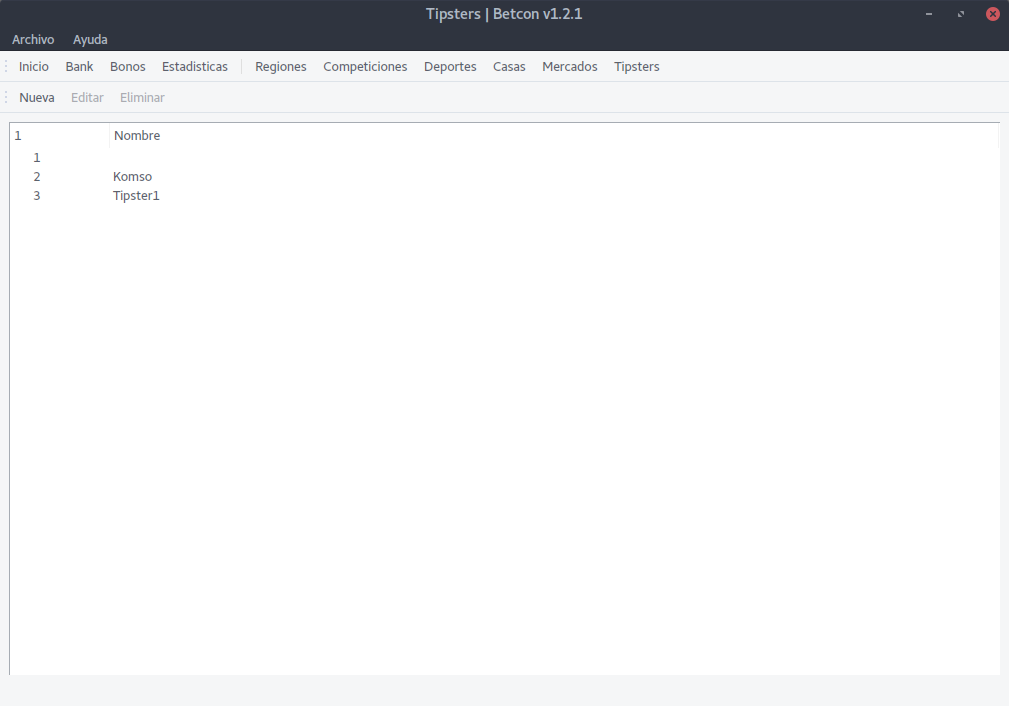 Tipsters | Betcon v1.2.1
Archivo Ayuda
Inicio Bank Bonos Estadisticas Regiones Competiciones Deportes Casas Mercados Tipsters
Nueva Editar Eliminar
1 Nombre
1
2 Komso
3 Tipster1